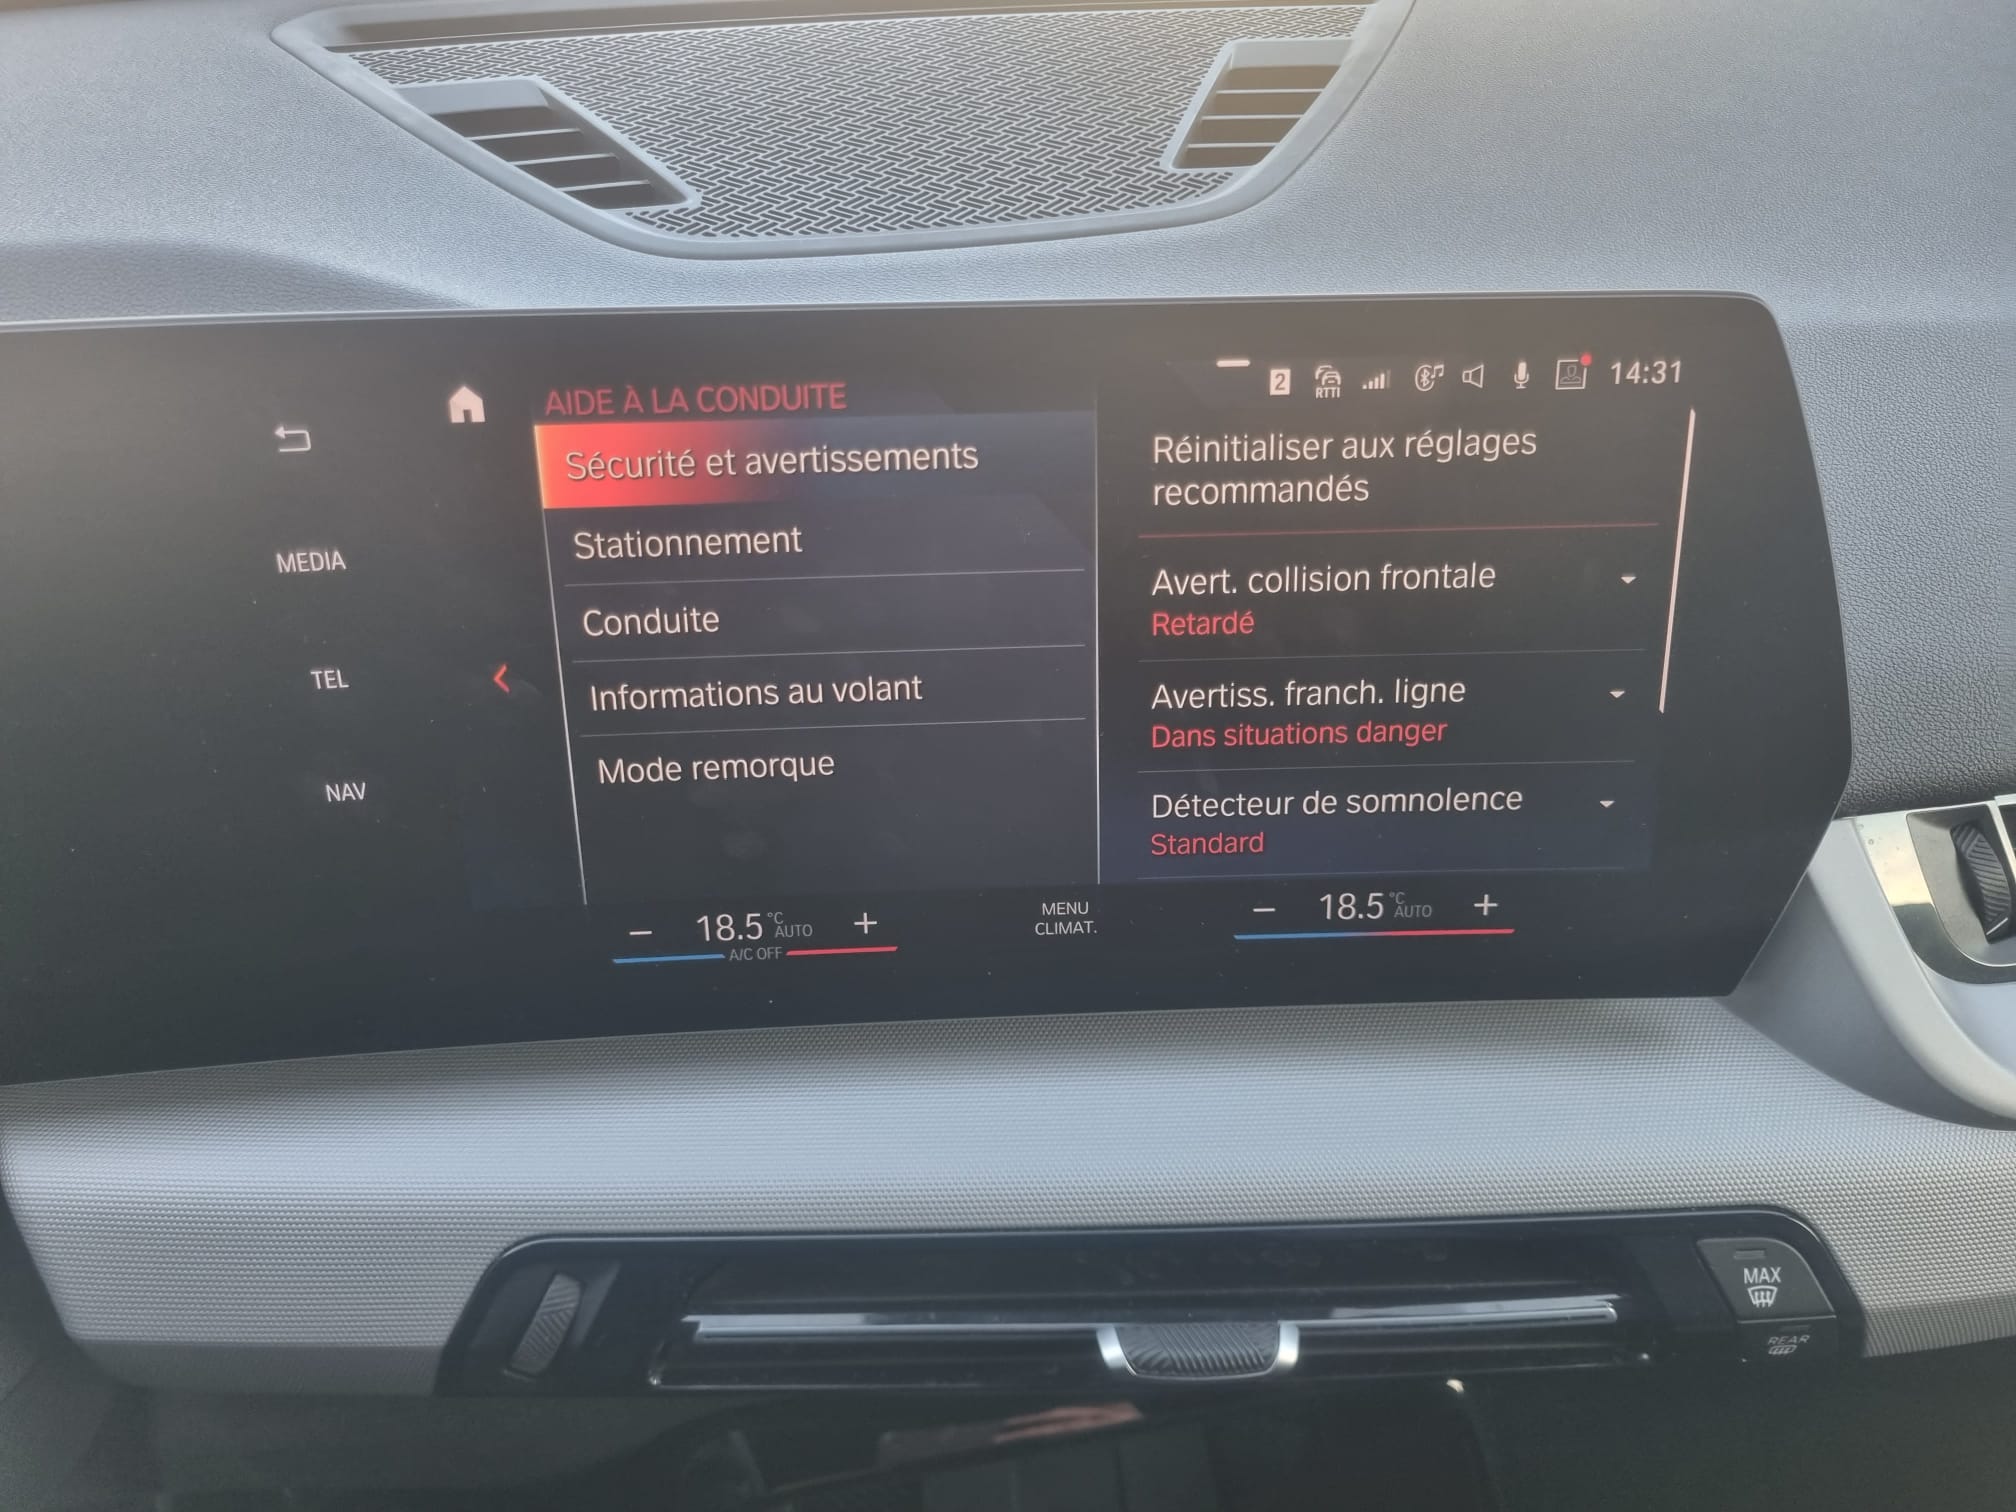 2
RTTI
14:31
MEDIA
TEL
NAV
AIDE À LA CONDUITE
Sécurité et avertissements
Stationnement
Conduite
Informations au volant
Mode remorque
Réinitialiser aux réglages
recommandés
Avert. collision frontale
Retardé
Avertiss. franch. ligne
Dans situations danger
Détecteur de somnolence
Standard
– 18.5 °C AUTO +
A/C OFF
MENU
CLIMAT.
– 18.5 °C AUTO +
MAX
REAR